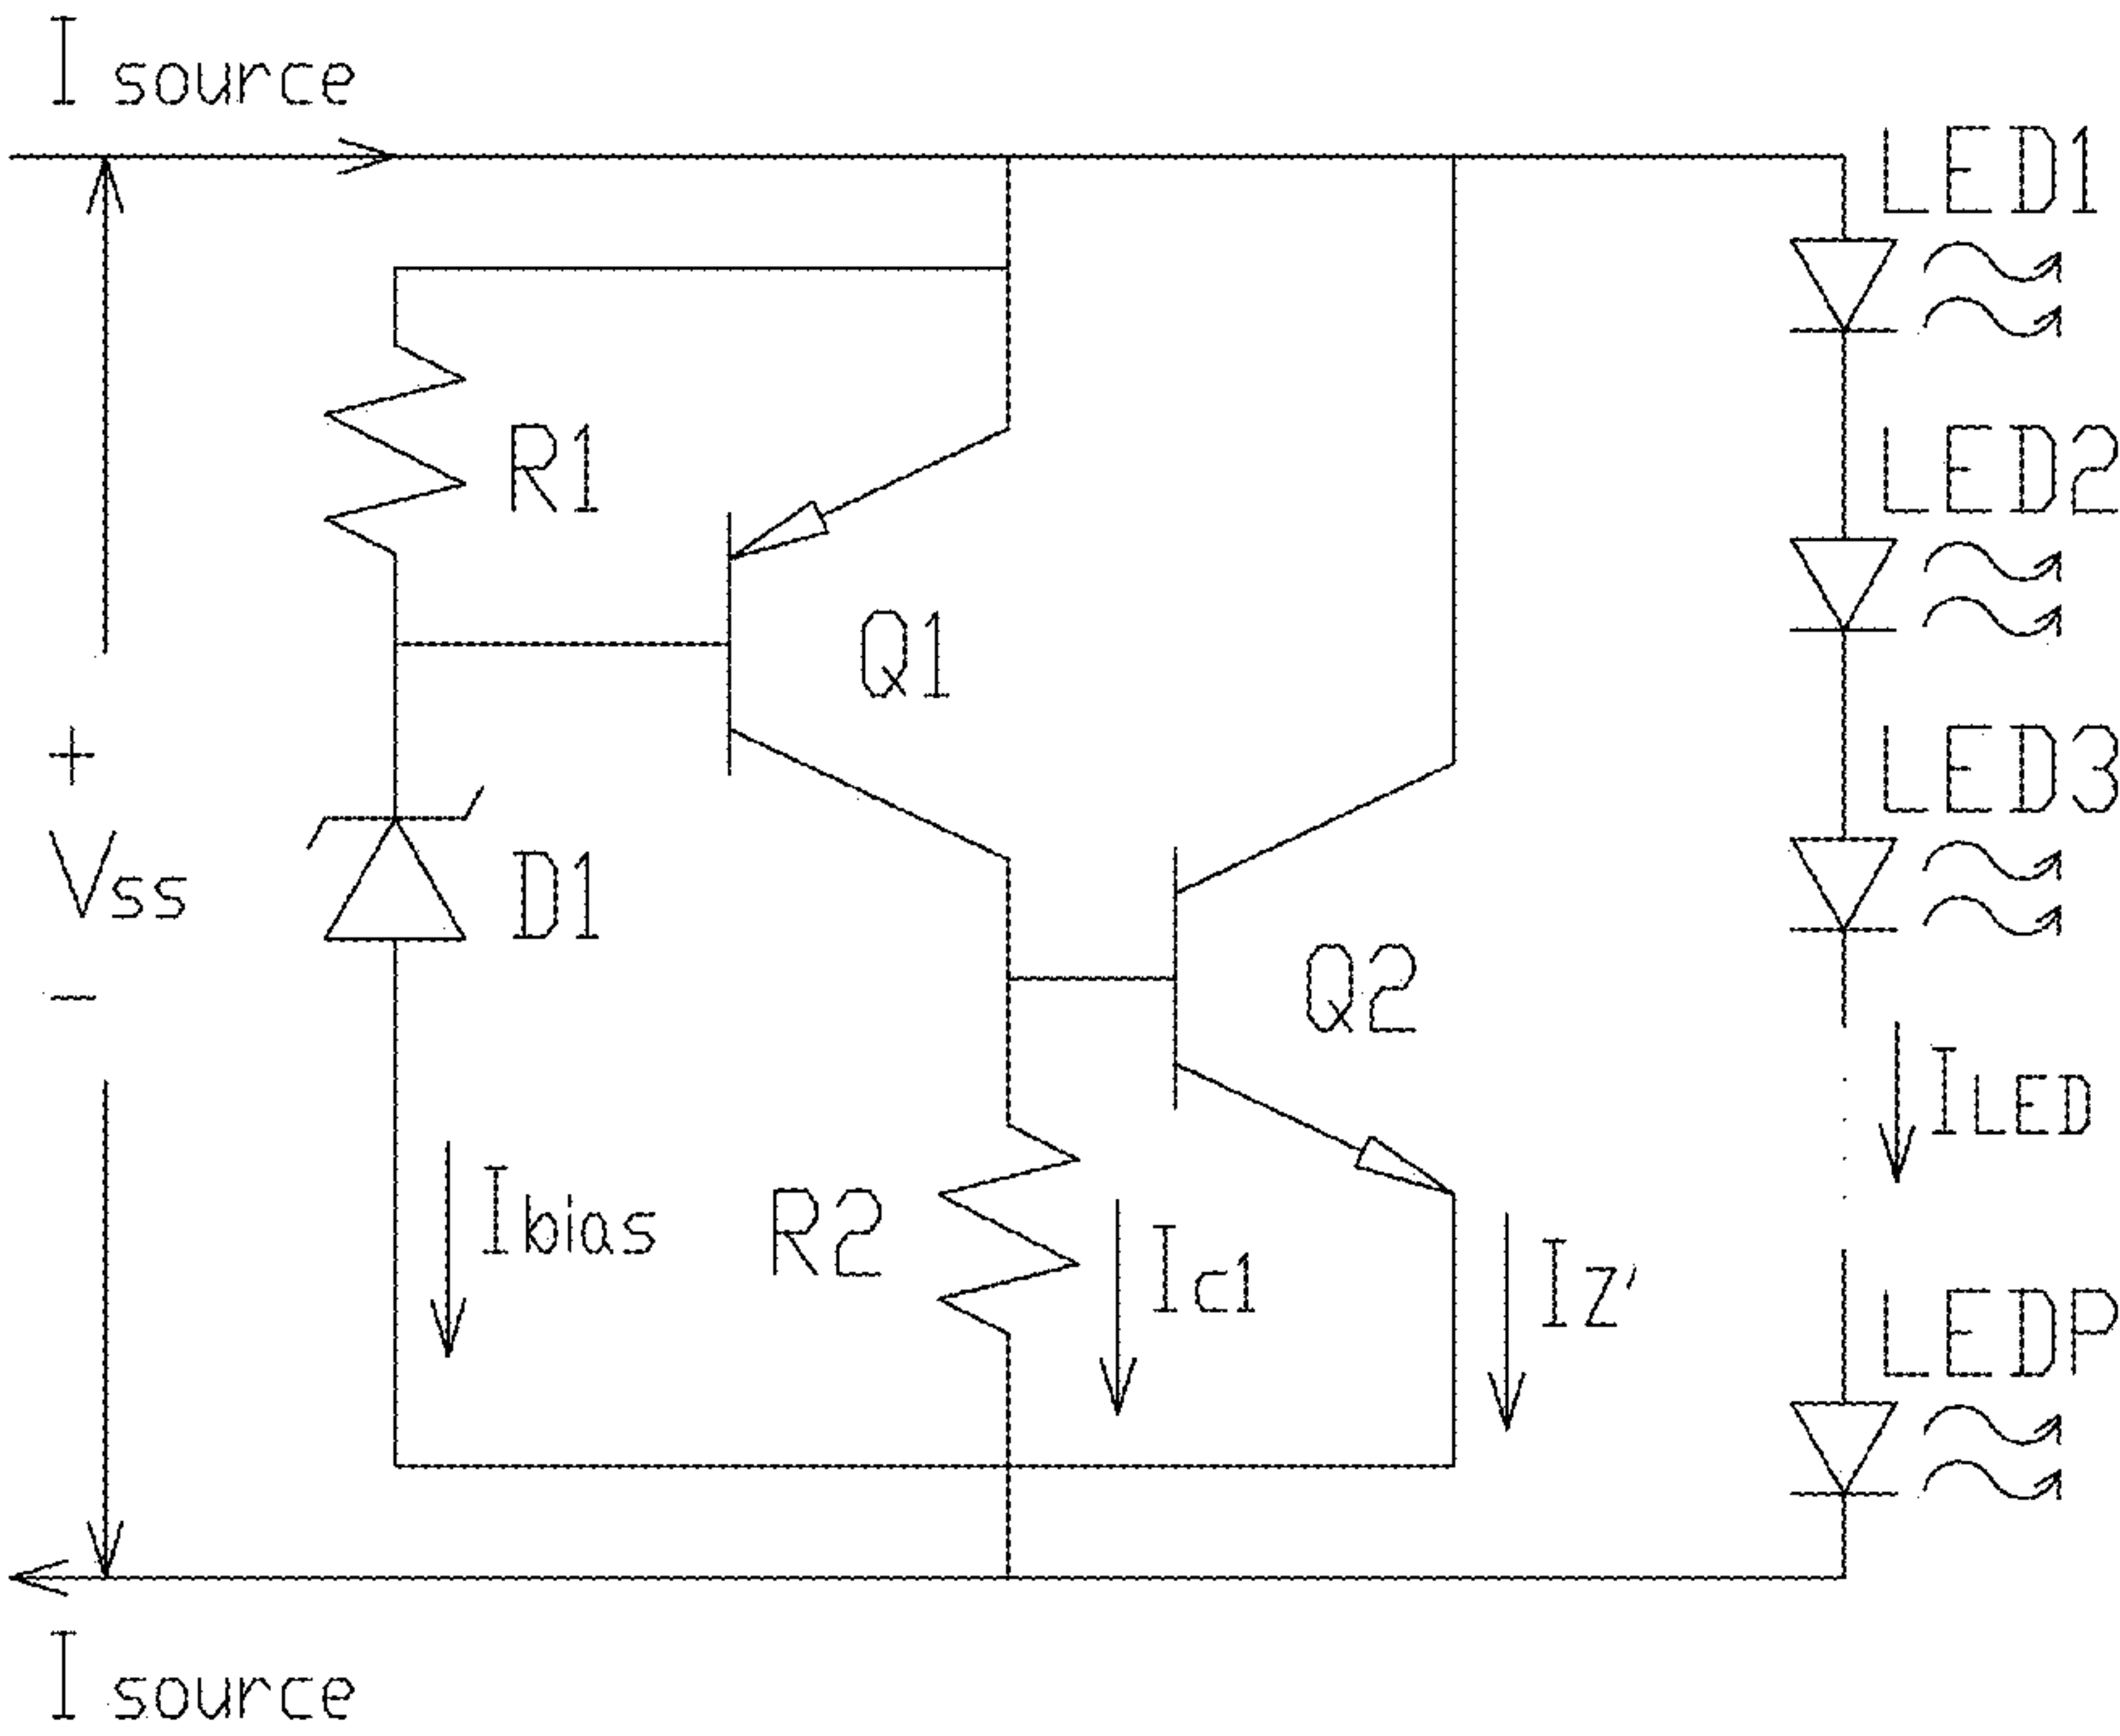 I source
LED1
R1
LED2
Q1
+
Vss
-
D1
LED3
Q2
ILED
Ibias
R2
Ic1
IZ'
LEDP
I source